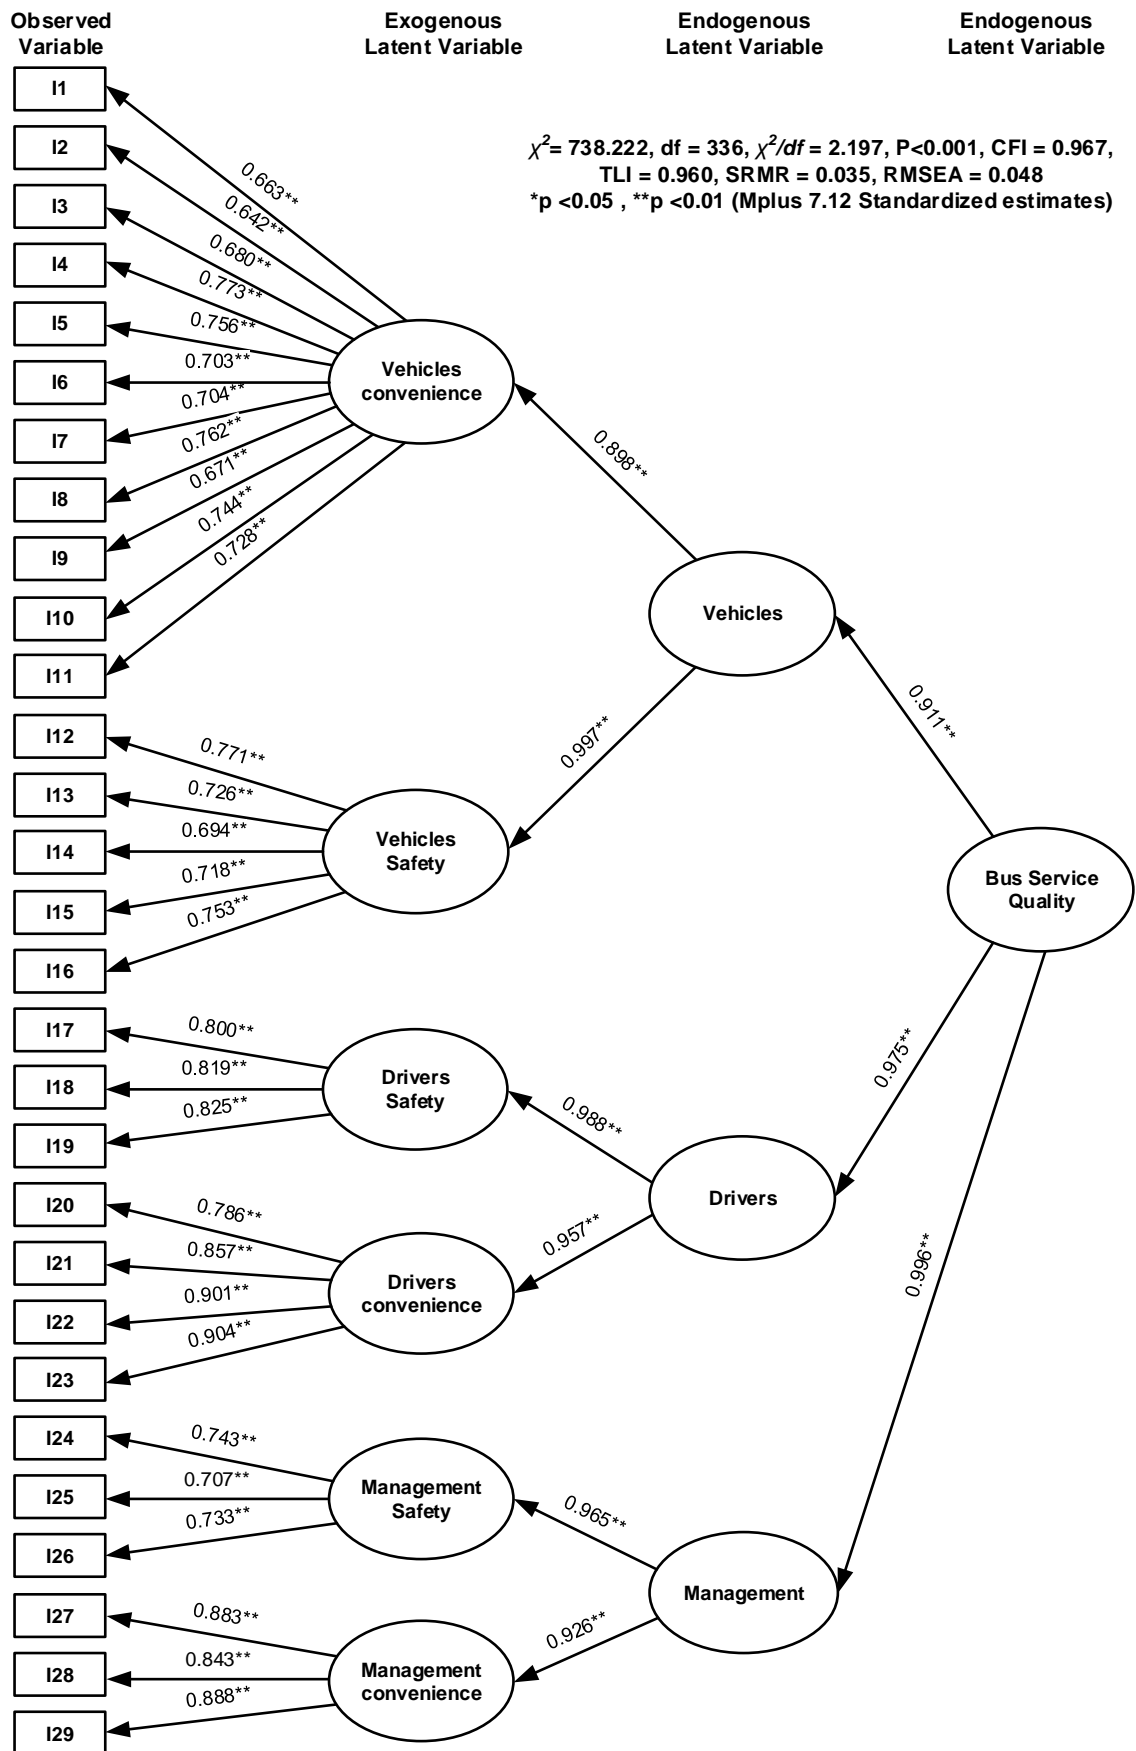 Observed
Variable
Exogenous
Latent Variable
Endogenous
Latent Variable
Endogenous
Latent Variable
χ²= 738.222, df = 336, χ²/df = 2.197, P<0.001, CFI = 0.967,
TLI = 0.960, SRMR = 0.035, RMSEA = 0.048
*p <0.05 , **p <0.01 (Mplus 7.12 Standardized estimates)
I1
I2
I3
I4
I5
I6
I7
I8
I9
I10
I11
I12
I13
I14
I15
I16
I17
I18
I19
I20
I21
I22
I23
I24
I25
I26
I27
I28
I29
0.663**
0.642**
0.680**
0.773**
0.756**
0.703**
0.704**
0.762**
0.671**
0.744**
0.728**
0.771**
0.726**
0.694**
0.718**
0.753**
0.800**
0.819**
0.825**
0.786**
0.857**
0.901**
0.904**
0.743**
0.707**
0.733**
0.883**
0.843**
0.888**
Vehicles
convenience
Vehicles
Safety
Drivers
Safety
Drivers
convenience
Management
Safety
Management
convenience
0.898**
0.997**
0.988**
0.957**
0.965**
0.926**
Vehicles
Drivers
Management
0.911**
0.975**
0.996**
Bus Service
Quality